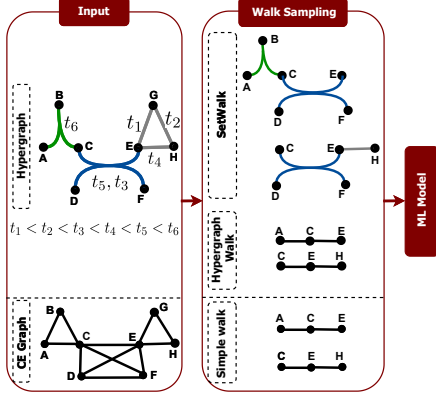 Input
Walk Sampling
Hypergraph
B
G
t₆
t₁
t₂
A
C
E
t₄
H
D
t₅, t₃
F
t₁ < t₂ < t₃ < t₄ < t₅ < t₆
CE Graph
B
G
A
C
E
H
D
F
SetWalk
B
A
C
E
D
F
C
E
H
D
F
Hypergraph
Walk
A C E
C E H
Simple walk
A C E
C E H
ML Model